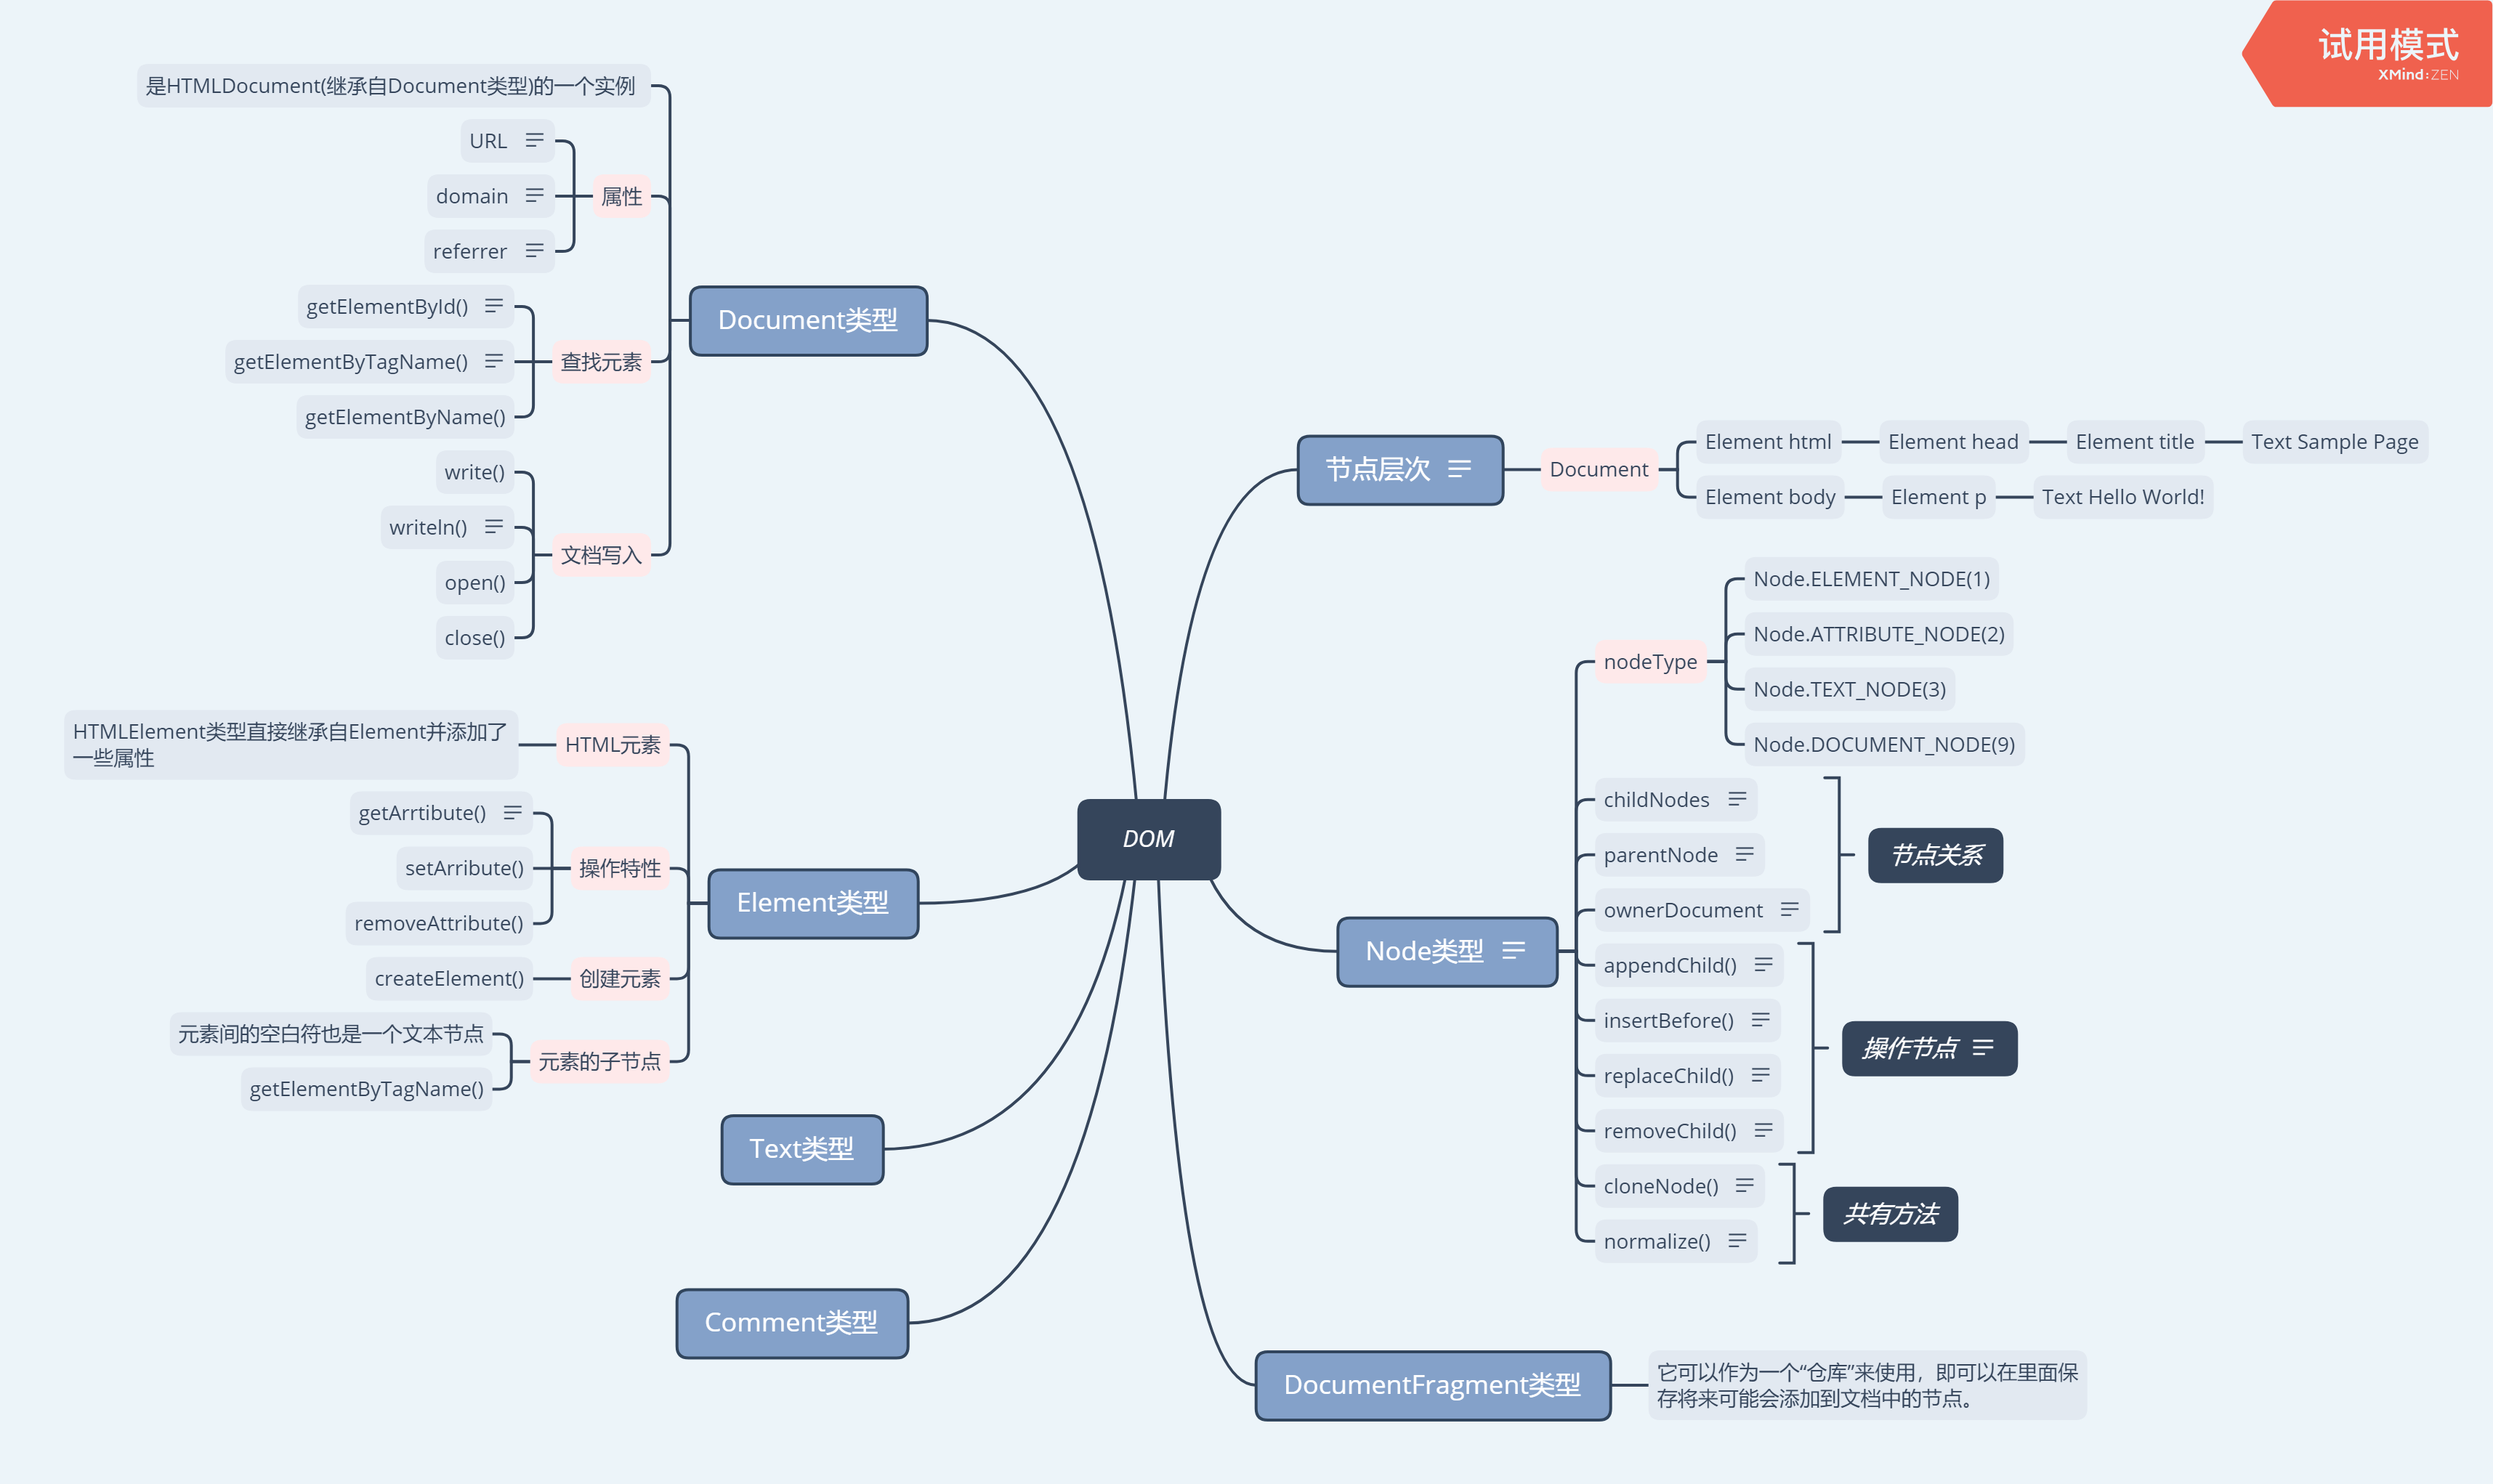 试用模式
XMind:ZEN
DOM
节点层次
Document
Element html
Element head
Element title
Text Sample Page
Element body
Element p
Text Hello World!
Node类型
nodeType
Node.ELEMENT_NODE(1)
Node.ATTRIBUTE_NODE(2)
Node.TEXT_NODE(3)
Node.DOCUMENT_NODE(9)
childNodes
parentNode
ownerDocument
节点关系
appendChild()
insertBefore()
replaceChild()
removeChild()
操作节点
cloneNode()
normalize()
共有方法
DocumentFragment类型
它可以作为一个“仓库”来使用，即可以在里面保
存将来可能会添加到文档中的节点。
Document类型
是HTMLDocument(继承自Document类型)的一个实例
属性
URL
domain
referrer
查找元素
getElementById()
getElementByTagName()
getElementByName()
文档写入
write()
writeln()
open()
close()
Element类型
HTML元素
HTMLElement类型直接继承自Element并添加了
一些属性
操作特性
getArrtibute()
setArribute()
removeAttribute()
创建元素
createElement()
元素的子节点
元素间的空白符也是一个文本节点
getElementByTagName()
Text类型
Comment类型